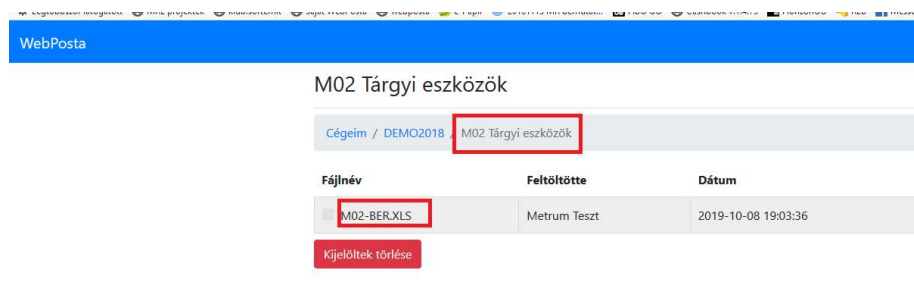 WebPosta
M02 Tárgyi eszközök
Cégeim / DEMO2018 / M02 Tárgyi eszközök
Fájlnév Feltöltötte Dátum
M02-BER.XLS Metrum Teszt 2019-10-08 19:03:36
Kijelöltek törlése